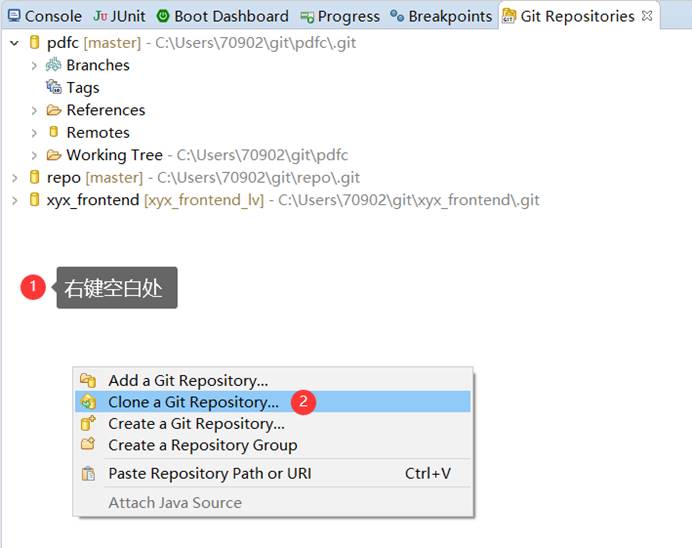 Console JUnit Boot Dashboard Progress Breakpoints Git Repositories
pdfc [master] - C:\Users\70902\git\pdfc\.git
Branches
Tags
References
Remotes
Working Tree - C:\Users\70902\git\pdfc
repo [master] - C:\Users\70902\git\repo\.git
xyx_frontend [xyx_frontend_lv] - C:\Users\70902\git\xyx_frontend\.git
1 右键空白处
Add a Git Repository...
Clone a Git Repository... 2
Create a Git Repository...
Create a Repository Group
Paste Repository Path or URI Ctrl+V
Attach Java Source